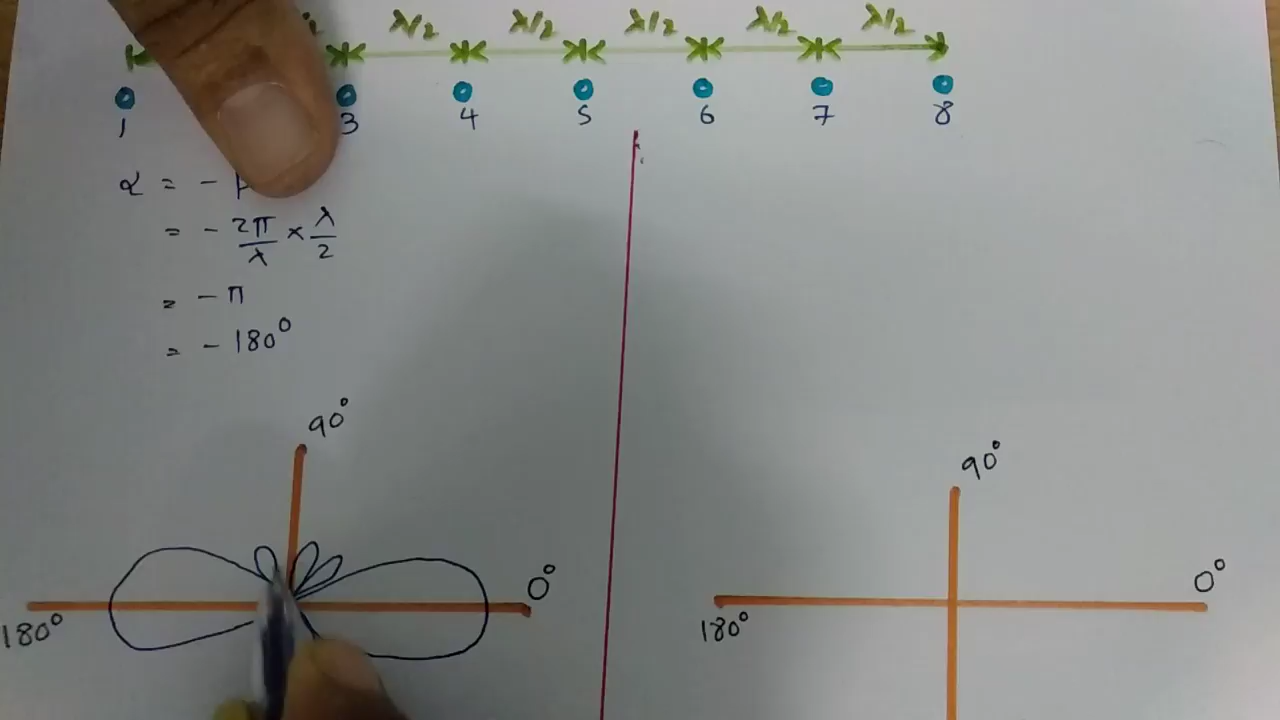 λ/2 λ/2 λ/2 λ/2 λ/2
1 3 4 5 6 7 8
α = -
= - 2π/λ × λ/2
= - π
= - 180°
90°
0°
180°
90°
0°
180°